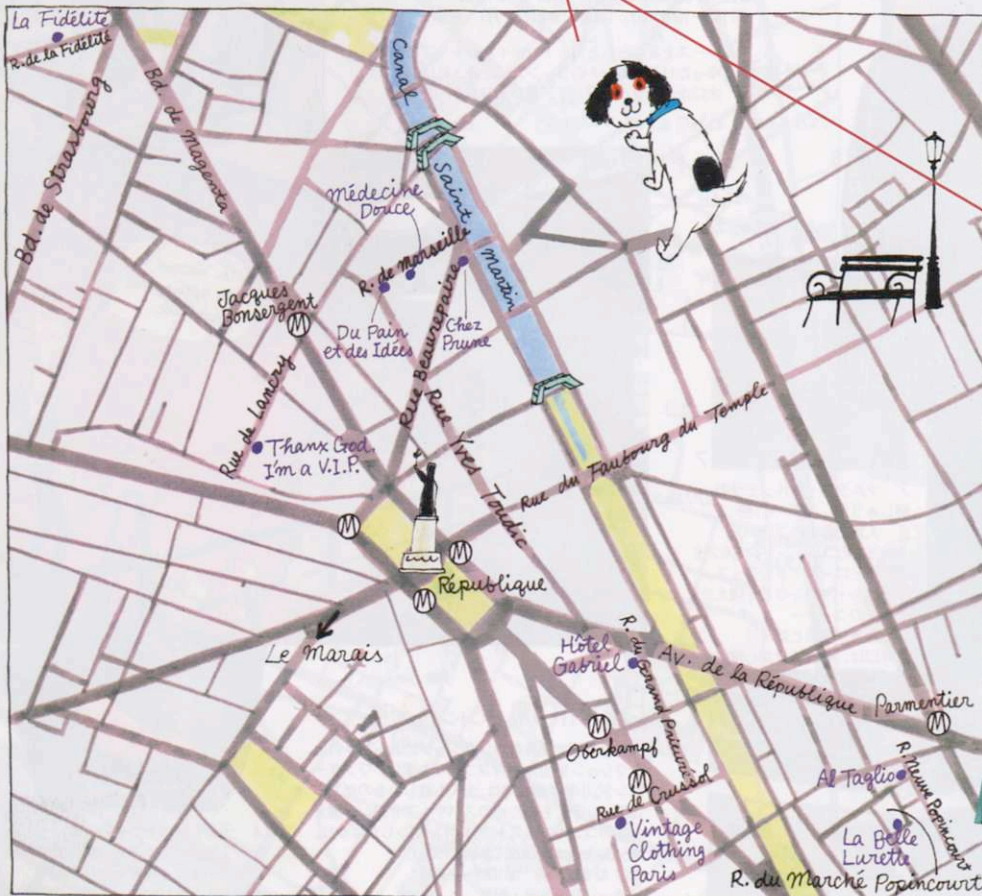 La Fidélité
R. de la Fidélité
Bd. de Strasbourg
Bd. de Magenta
Canal
Saint
Martin
Médecine
Douce
R. de Marseille
Jacques
Bonsergent
M
Du Pain
et des Idées
Chez
Prune
Rue Beaurepaire
Rue de Lancry
Thanx God,
I'm a V.I.P.
Rue Yves Toudic
Rue du Faubourg du Temple
M
M
M
République
Le Marais
Hôtel
Gabriel
R. du Grand Prieuré
Av. de la République
Parmentier
M
M
Oberkampf
M
Rue de Crussol
Vintage
Clothing
Paris
Al Taglio
R. Neuve Popincourt
La Belle
Lurette
R. du Marché Popincourt